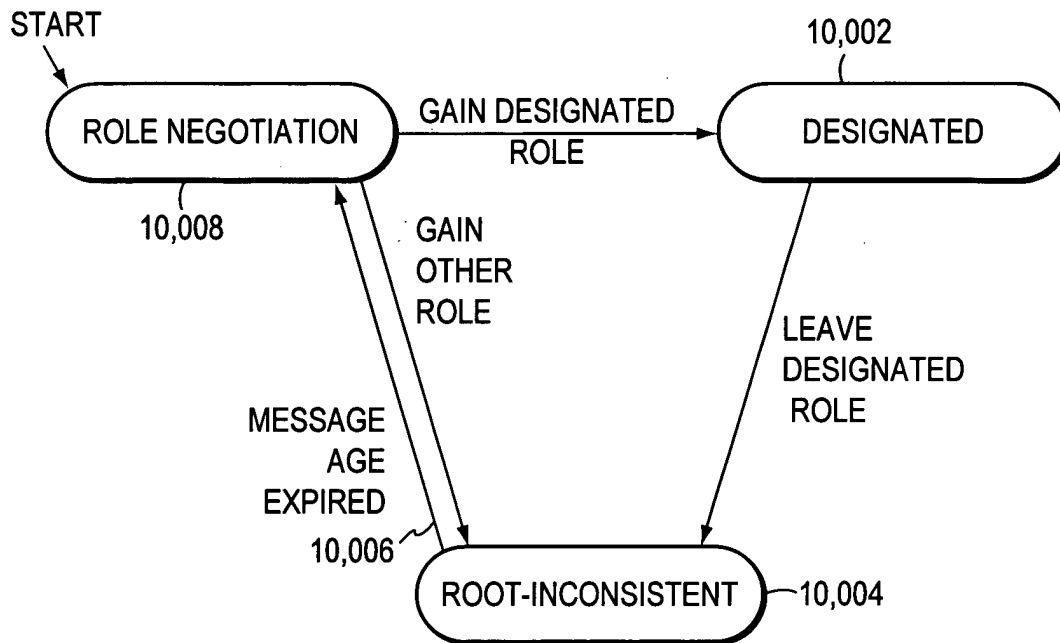 START
10,002
ROLE NEGOTIATION
GAIN DESIGNATED
ROLE
DESIGNATED
10,008
GAIN
OTHER
ROLE
LEAVE
DESIGNATED
ROLE
MESSAGE
AGE
EXPIRED
10,006
ROOT-INCONSISTENT
10,004